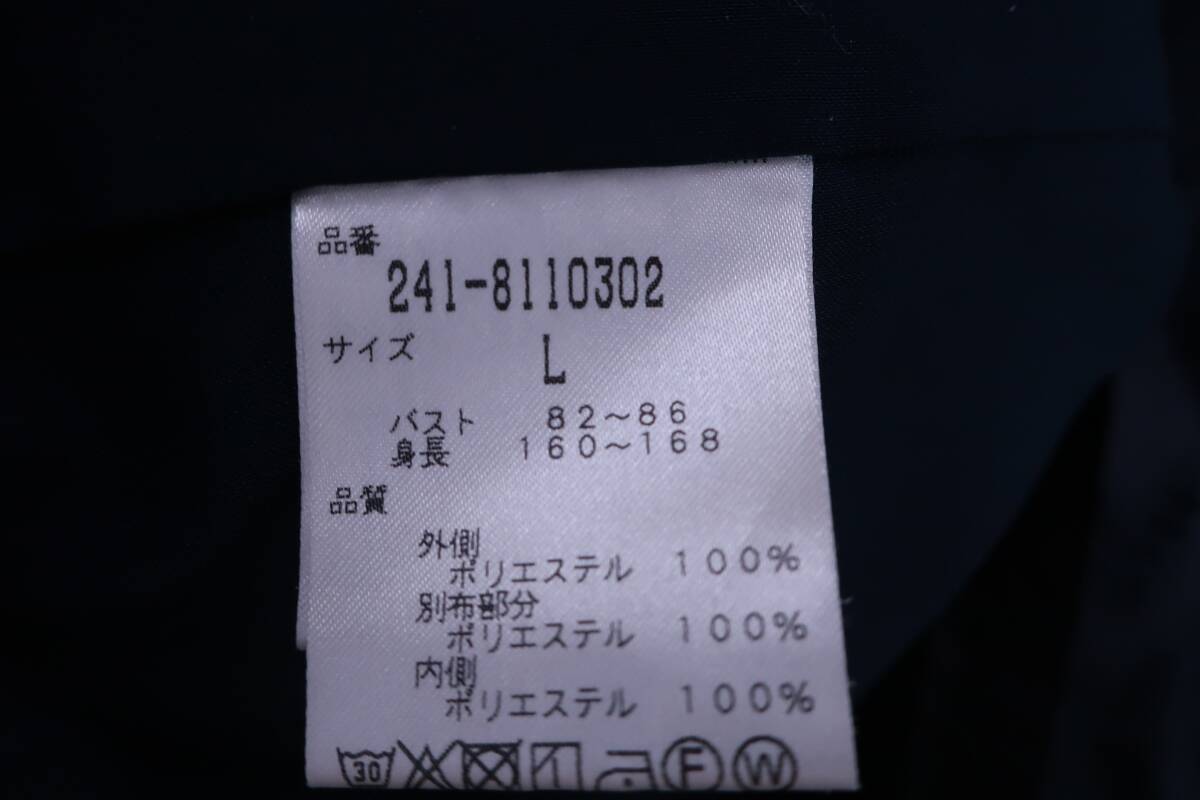 品番
241-8110302
サイズ L
バスト 82～86
身長 160～168
品質
外側
ポリエステル 100%
別布部分
ポリエステル 100%
内側
ポリエステル 100%
30 F W